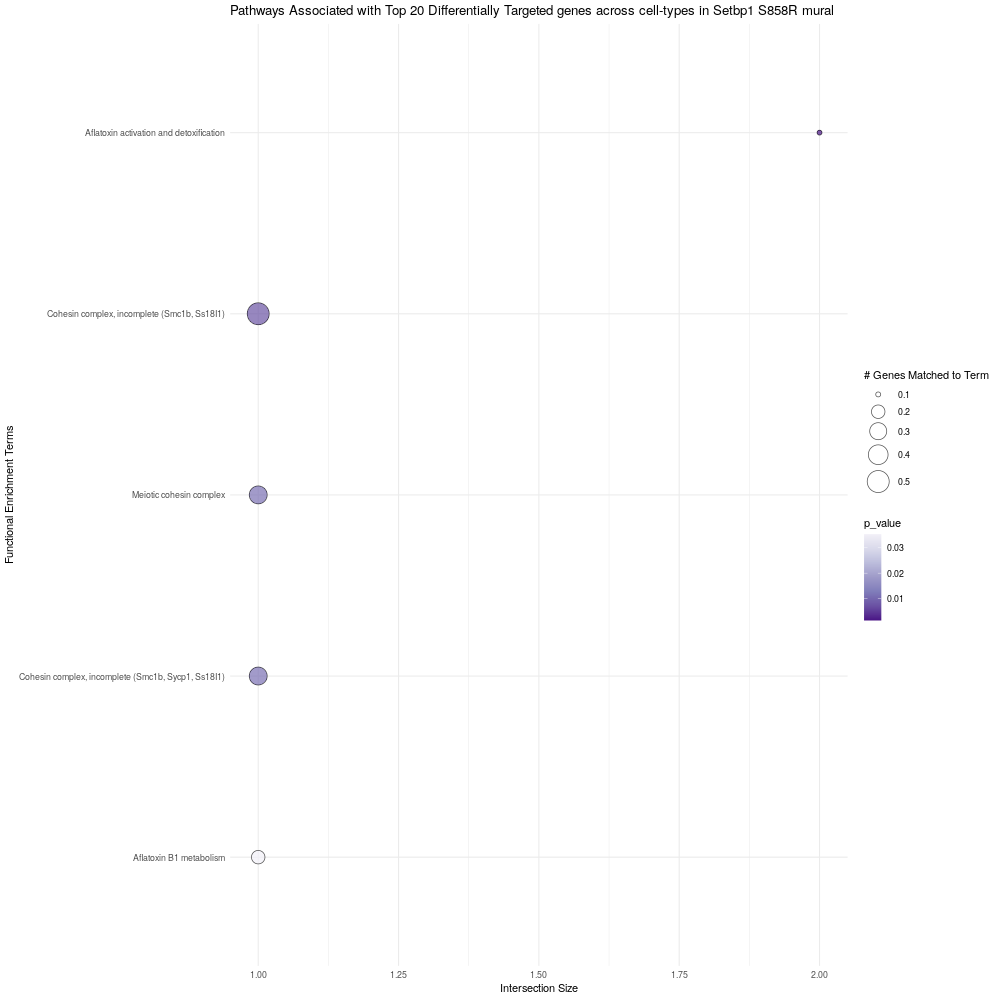 Pathways Associated with Top 20 Differentially Targeted genes across cell-types in Setbp1 S858R mural
Functional Enrichment Terms
Aflatoxin activation and detoxification
Cohesin complex, incomplete (Smc1b, Ss18l1)
Meiotic cohesin complex
Cohesin complex, incomplete (Smc1b, Sycp1, Ss18l1)
Aflatoxin B1 metabolism
1.00
1.25
1.50
1.75
2.00
Intersection Size
# Genes Matched to Term
0.1
0.2
0.3
0.4
0.5
p_value
0.03
0.02
0.01